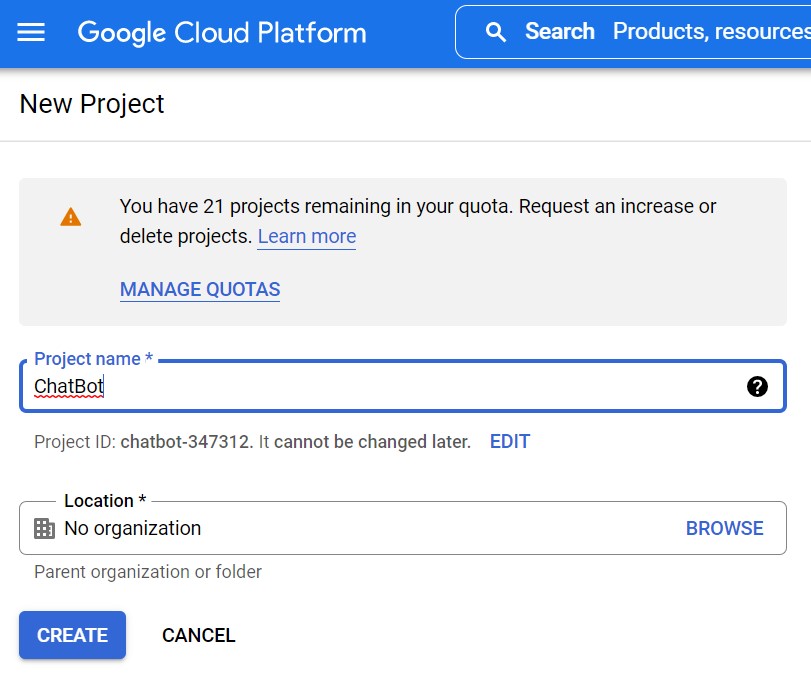 Google Cloud Platform
Search Products, resources
New Project
You have 21 projects remaining in your quota. Request an increase or
delete projects. Learn more
MANAGE QUOTAS
Project name *
ChatBot
Project ID: chatbot-347312. It cannot be changed later. EDIT
Location *
No organization BROWSE
Parent organization or folder
CREATE CANCEL